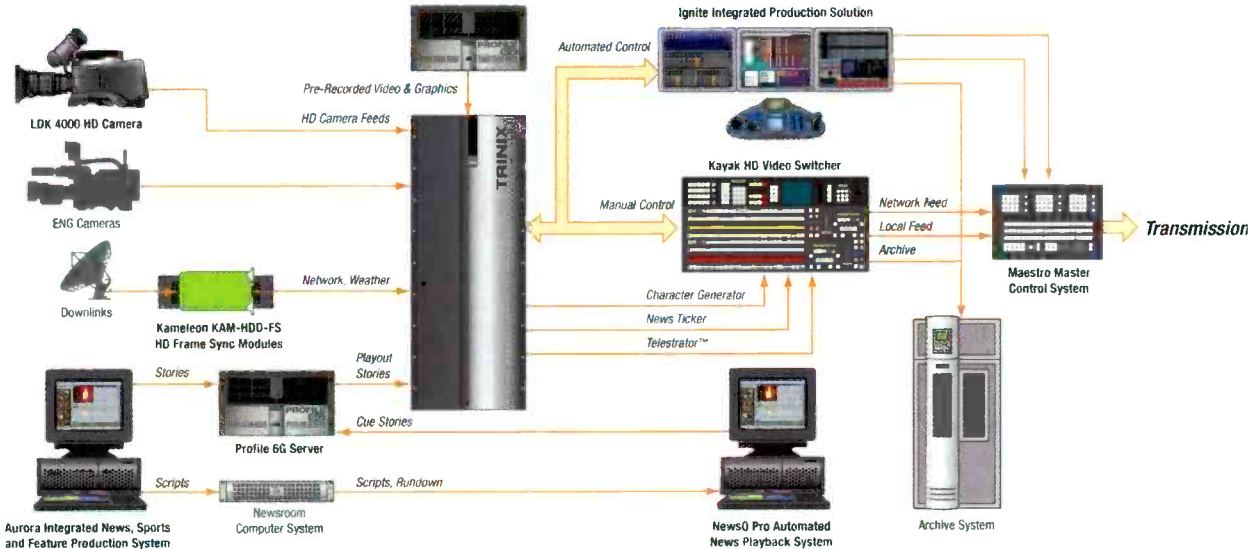 Ignite Integrated Production Solution
PROFILE
Automated Control
Pre-Recorded Video & Graphics
LDK 4000 HD Camera
HD Camera Feeds
TRINIX
Kayak HD Video Switcher
Manual Control
Network Feed
Local Feed
Archive
Transmission
ENG Cameras
Maestro Master
Control System
Downlinks
Network, Weather
Kameleon KAM-HDD-FS
HD Frame Sync Modules
Character Generator
News Ticker
Telestrator™
Stories
Playout
Stories
PROFILE
Cue Stories
Profile 6G Server
Scripts
Scripts, Rundown
Newsroom
Computer System
Aurora Integrated News, Sports
and Feature Production System
NewsQ Pro Automated
News Playback System
Archive System